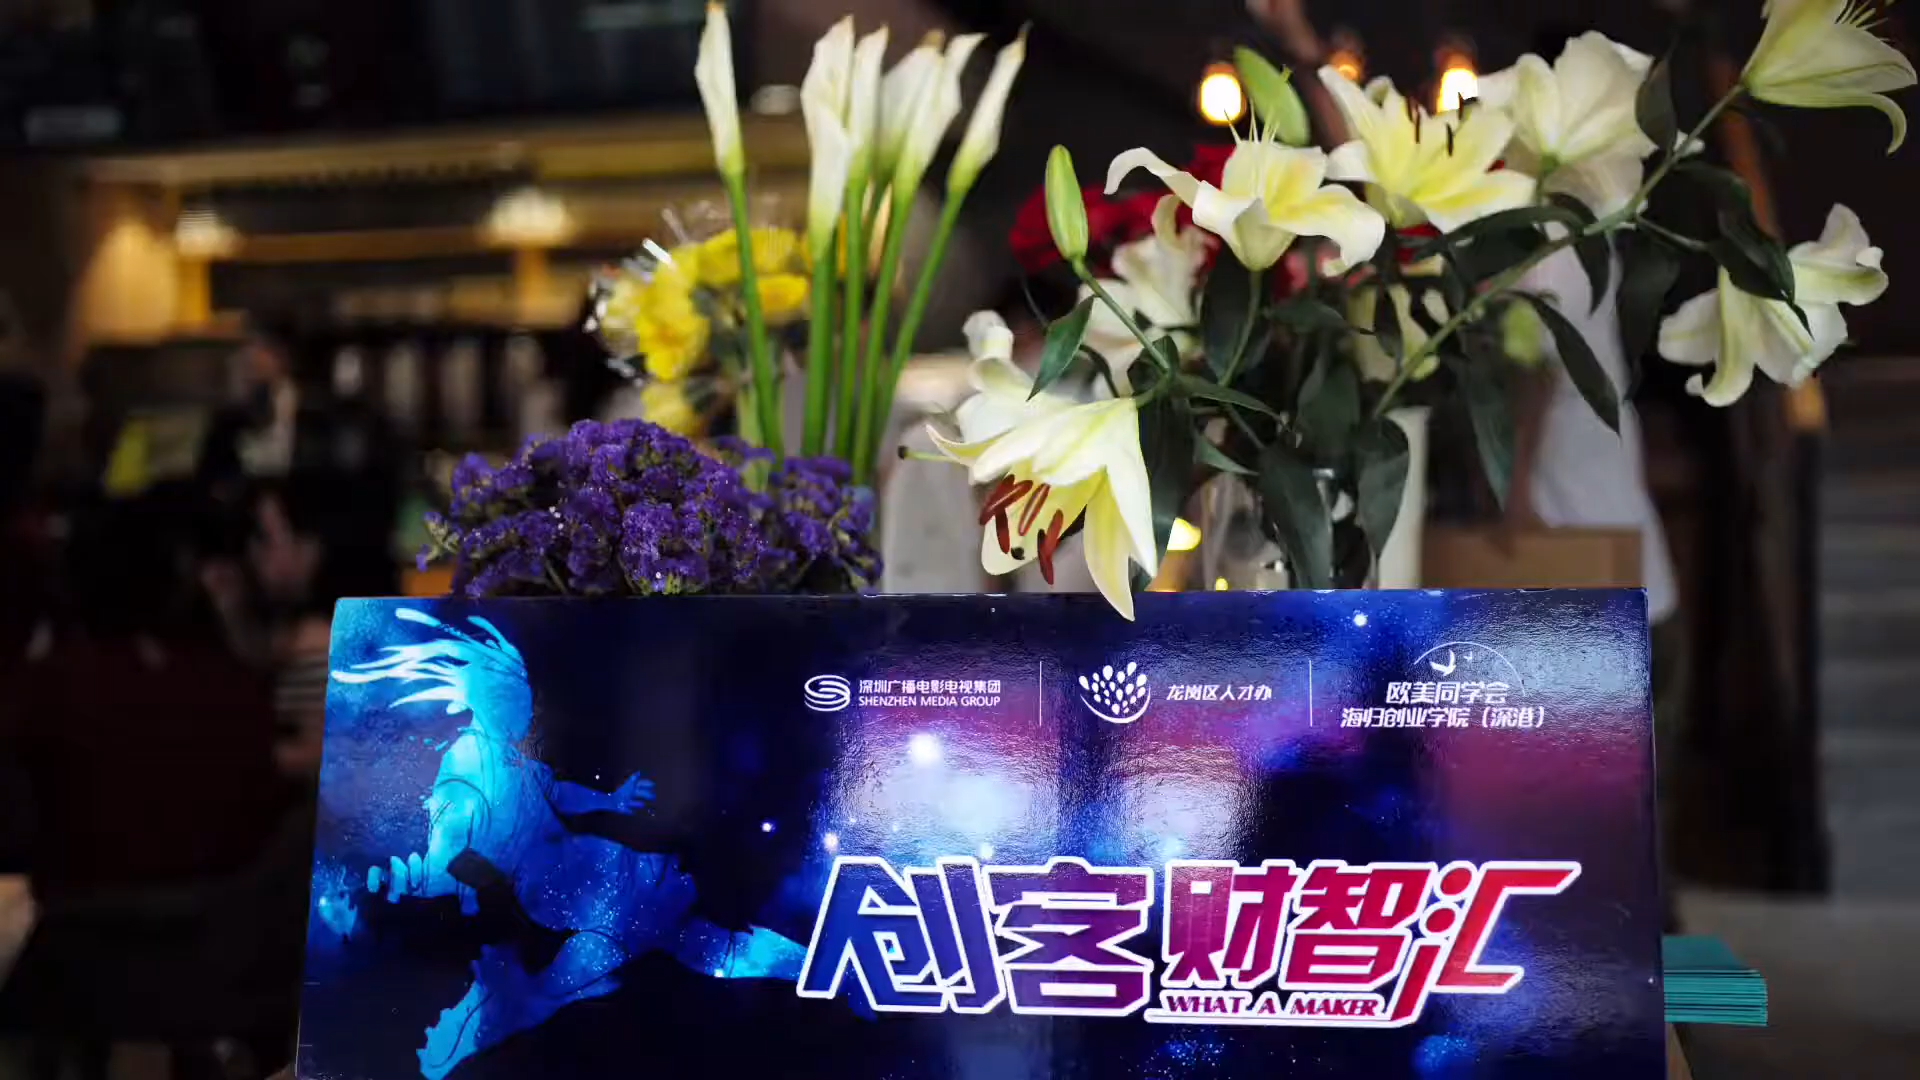 深圳广播电影电视集团
SHENZHEN MEDIA GROUP
龙岗区人才办
欧美同学会
海归创业学院（深港）
创客财智汇
WHAT A MAKER